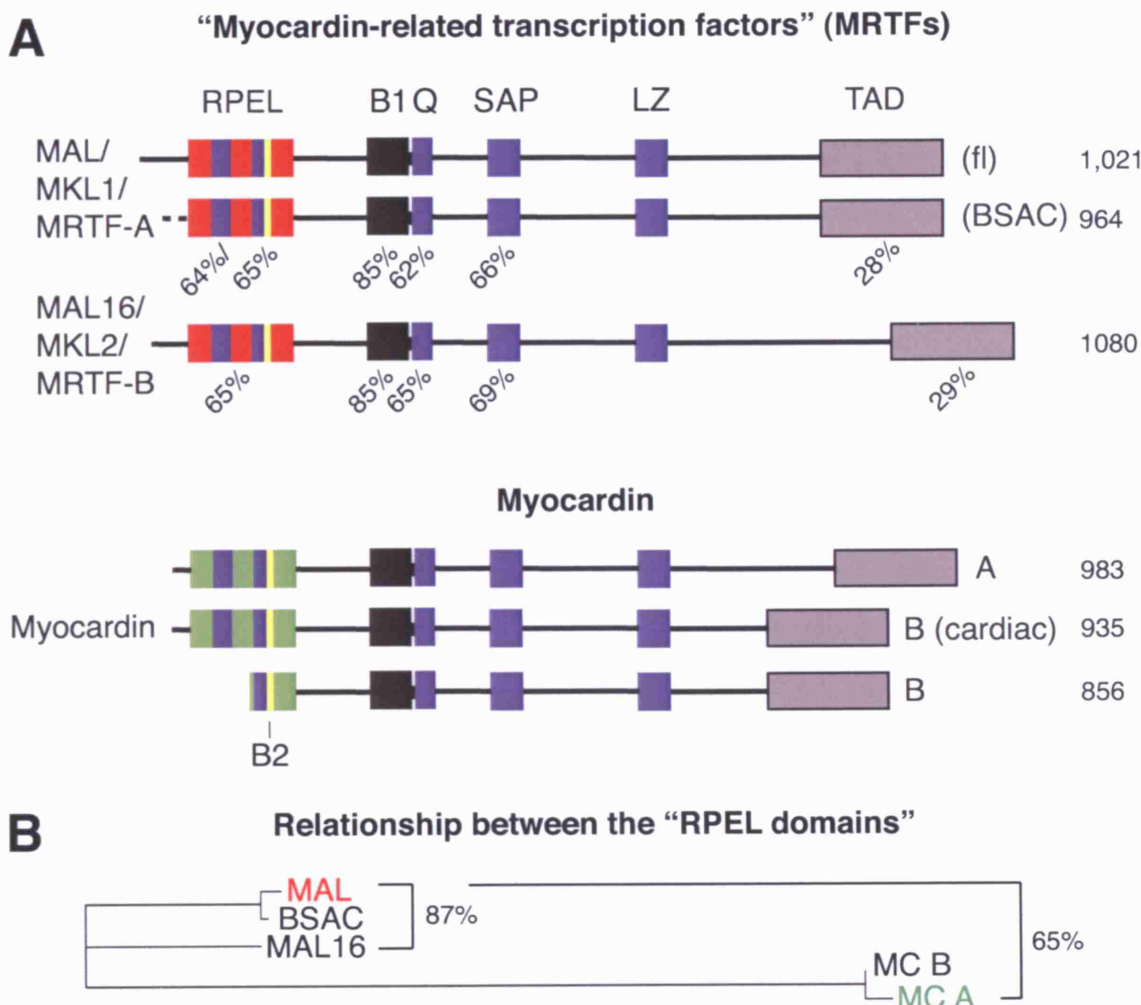 A
“Myocardin-related transcription factors” (MRTFs)
RPEL B1 Q SAP LZ TAD
MAL/
MKL1/
MRTF-A
(fl) 1,021
(BSAC) 964
64%/ 65% 85% 62% 66% 28%
MAL16/
MKL2/
MRTF-B
1080
65% 85% 65% 69% 29%
Myocardin
A 983
Myocardin B (cardiac) 935
B 856
B2
B
Relationship between the “RPEL domains”
MAL
BSAC
MAL16
87%
65%
MC B
MC A